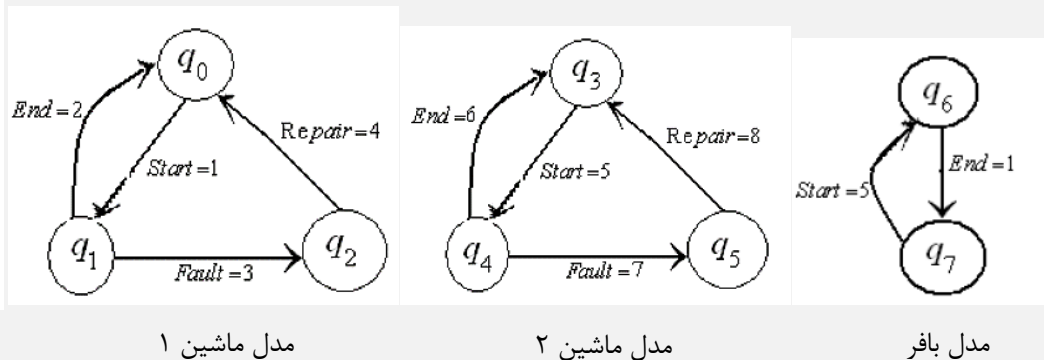 q0
End=2
Start=1
Repair=4
q1
q2
Fault=3
مدل ماشین ۱
q3
End=6
Start=5
Repair=8
q4
q5
Fault=7
مدل ماشین ۲
q6
End=1
Start=5
q7
مدل بافر